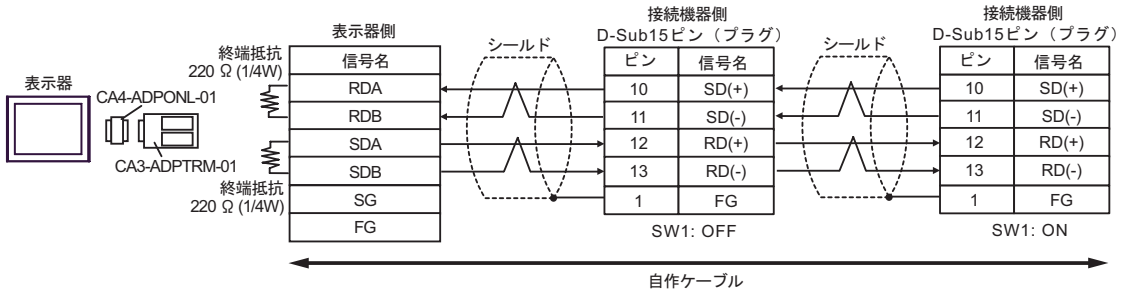 表示器
CA4-ADPONL-01
CA3-ADPTRM-01
終端抵抗
220 Ω (1/4W)
終端抵抗
220 Ω (1/4W)
表示器側
信号名
RDA
RDB
SDA
SDB
SG
FG
シールド
接続機器側
D-Sub15ピン（プラグ）
ピン 信号名
10 SD(+)
11 SD(-)
12 RD(+)
13 RD(-)
1 FG
SW1: OFF
シールド
接続機器側
D-Sub15ピン（プラグ）
ピン 信号名
10 SD(+)
11 SD(-)
12 RD(+)
13 RD(-)
1 FG
SW1: ON
自作ケーブル